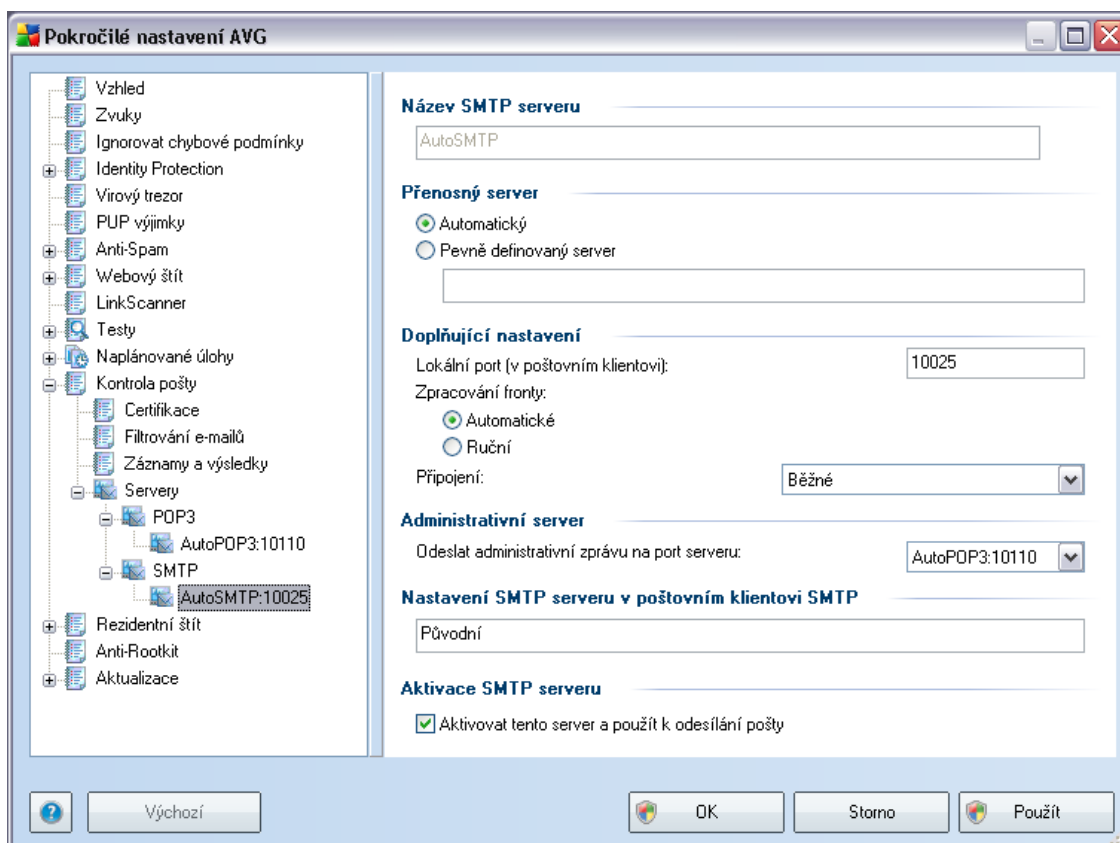 Pokročilé nastavení AVG
Vzhled
Zvuky
Ignorovat chybové podmínky
Identity Protection
Virový trezor
PUP výjimky
Anti-Spam
Webový štít
LinkScanner
Testy
Naplánované úlohy
Kontrola pošty
Certifikace
Filtrování e-mailů
Záznamy a výsledky
Servery
POP3
AutoPOP3:10110
SMTP
AutoSMTP:10025
Rezidentní štít
Anti-Rootkit
Aktualizace
Název SMTP serveru
AutoSMTP
Přenosný server
Automatický
Pevně definovaný server
Doplňující nastavení
Lokální port (v poštovním klientovi): 10025
Zpracování fronty:
Automatické
Ruční
Připojení: Běžné
Administrativní server
Odeslat administrativní zprávu na port serveru: AutoPOP3:10110
Nastavení SMTP serveru v poštovním klientovi SMTP
Původní
Aktivace SMTP serveru
Aktivovat tento server a použít k odesílání pošty
? Výchozí OK Storno Použít